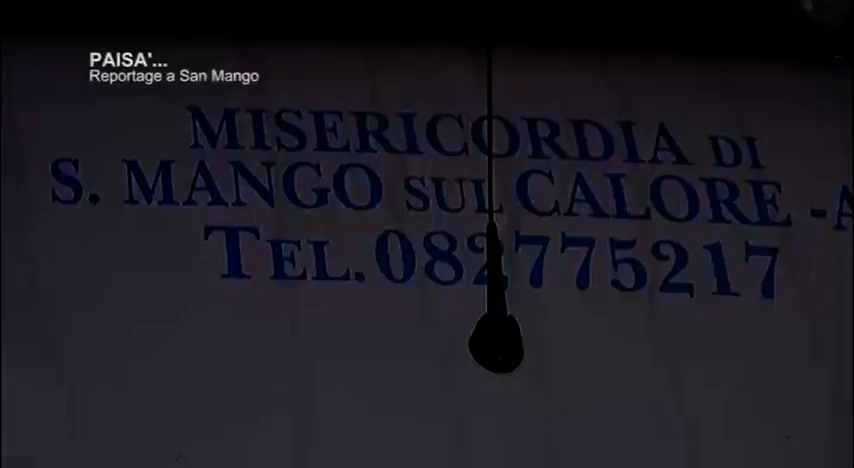 PAISA'...
Reportage a San Mango
MISERICORDIA DI
S. MANGO SUL CALORE - A
TEL. 082775217